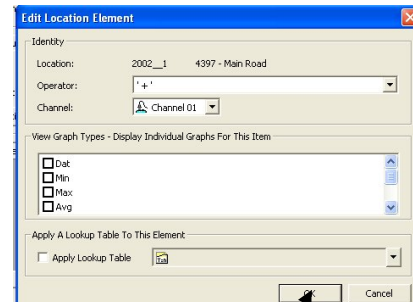 Edit Location Element
Identity
Location: 2002__1 4397 - Main Road
Operator: '+'
Channel: Channel 01
View Graph Types - Display Individual Graphs For This Item
Dat
Min
Max
Avg
Apply A Lookup Table To This Element
Apply Lookup Table
OK Cancel